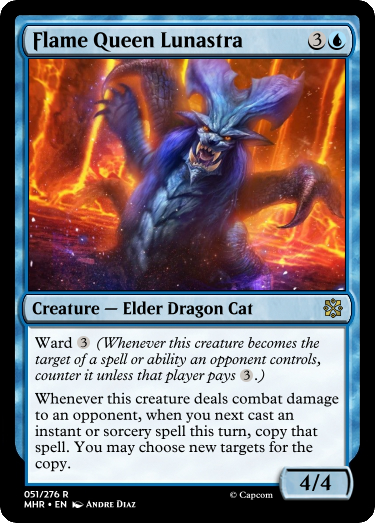 Flame Queen Lunastra 3
Creature — Elder Dragon Cat
Ward 3 (Whenever this creature becomes the
target of a spell or ability an opponent controls,
counter it unless that player pays 3.)
Whenever this creature deals combat damage
to an opponent, when you next cast an
instant or sorcery spell this turn, copy that
spell. You may choose new targets for the
copy.
4/4
051/276 R
MHR • EN Andre Diaz
© Capcom